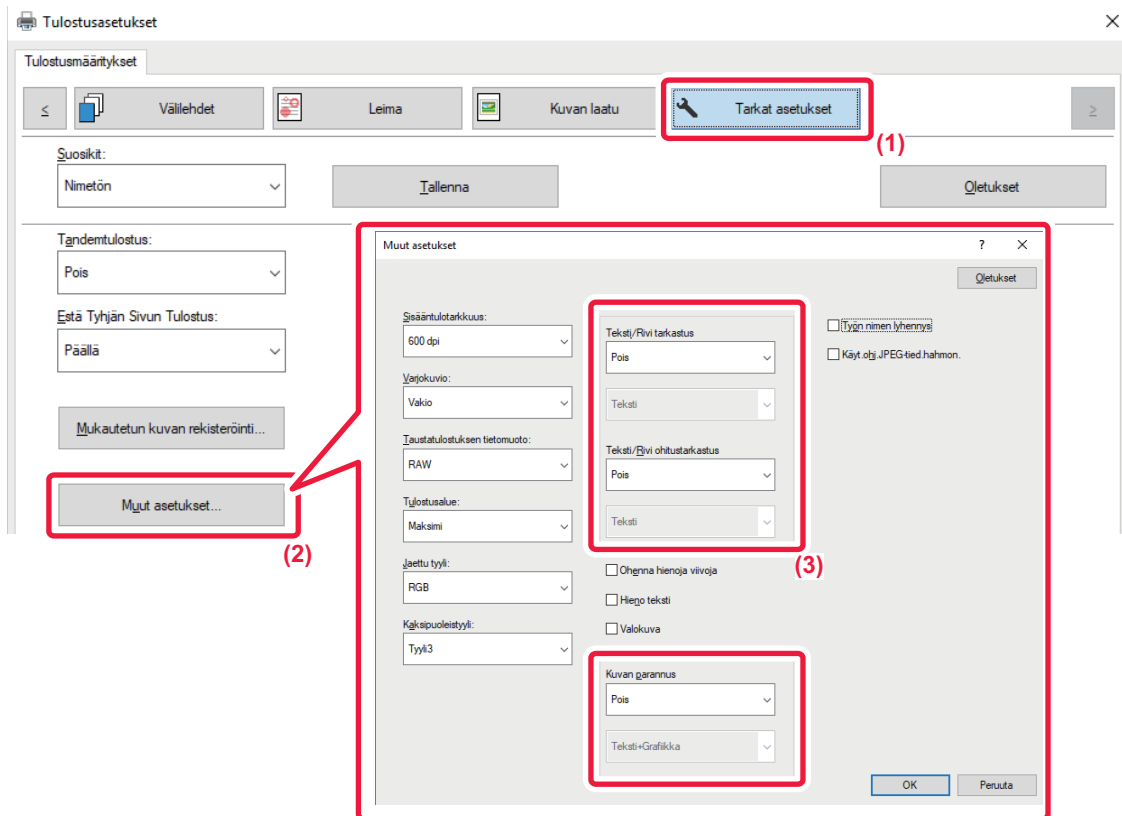 Tulostusasetukset
Tulostusmääritykset
<
Välilehdet
Leima
Kuvan laatu
Tarkat asetukset
>
(1)
Suosikit:
Nimetön
Tallenna
Oletukset
Tandemtulostus:
Pois
Estä Tyhjän Sivun Tulostus:
Päällä
Mukautetun kuvan rekisteröinti...
Muut asetukset...
(2)
Muut asetukset
?
Oletukset
Sisääntulotarkkuus:
600 dpi
Varjokuvio:
Vakio
Taustatulostuksen tietomuoto:
RAW
Tulostusalue:
Maksimi
Jaettu tyyli:
RGB
Kaksipuoleistyyli:
Tyyli3
Teksti/Rivi tarkastus
Pois
Teksti
Teksti/Rivi ohitustarkastus
Pois
Teksti
(3)
Ohenna hienoja viivoja
Hieno teksti
Valokuva
Kuvan parannus
Pois
Teksti+Grafiikka
Työn nimen lyhennys
Käyt.obj.JPEG-tied.hahmon.
OK
Peruuta